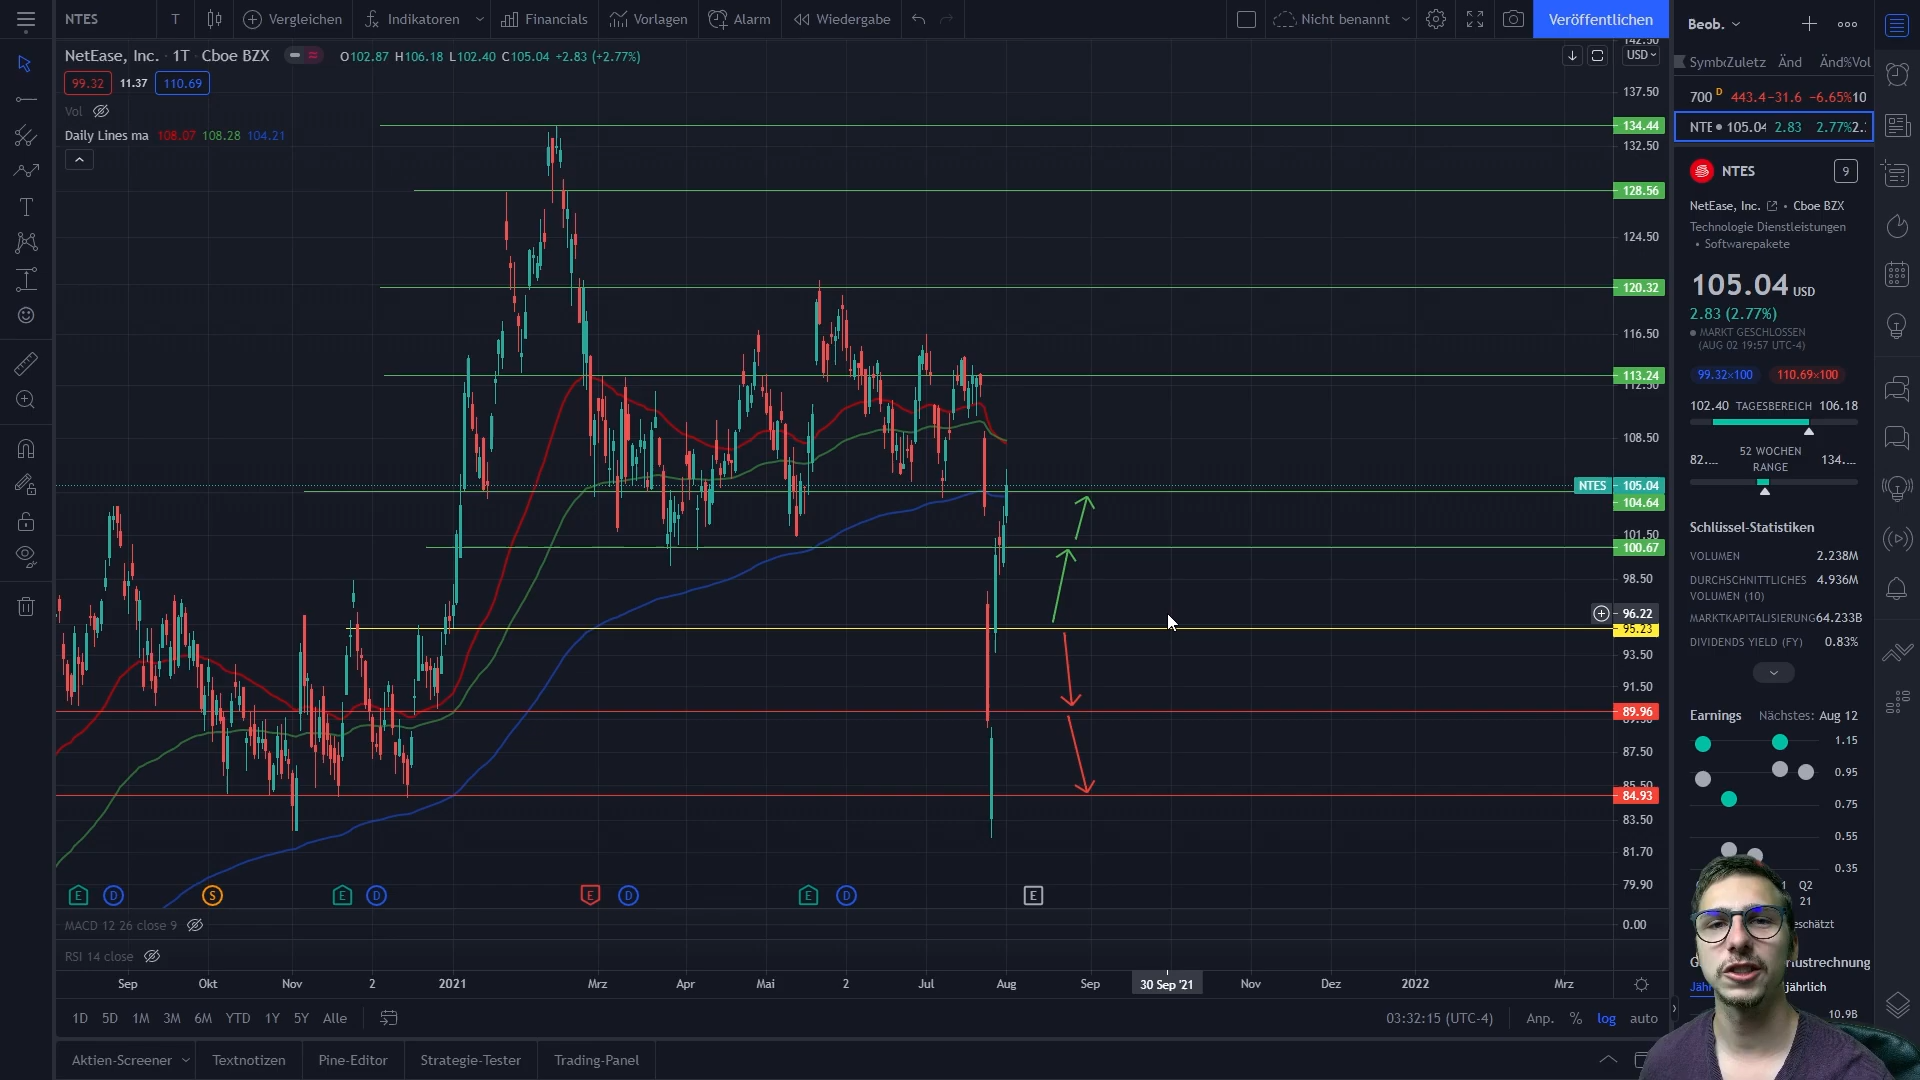 NTES T Vergleichen Indikatoren Financials Vorlagen Alarm Wiedergabe Nicht benannt Veröffentlichen
NetEase, Inc. · 1T · Cboe BZX O102.87 H106.18 L102.40 C105.04 +2.83 (+2.77%)
99.32 11.37 110.69
Vol
Daily Lines ma 108.07 108.28 104.21
USD
137.50
134.44
132.50
128.56
124.50
120.32
116.50
113.24
112.50
108.50
NTES 105.04
104.64
101.50
100.67
98.50
96.22
95.23
93.50
91.50
89.96
87.50
85.50
84.93
83.50
81.70
79.90
E D S E D E D E D E
MACD 12 26 close 9
0.00
RSI 14 close
Sep Okt Nov 2 2021 Mrz Apr Mai 2 Jul Aug Sep 30 Sep '21 Nov Dez 2022 Mrz
1D 5D 1M 3M 6M YTD 1Y 5Y Alle
03:32:15 (UTC-4) Anp. % log auto
Aktien-Screener Textnotizen Pine-Editor Strategie-Tester Trading-Panel
Beob.
Zuletz Änd Änd% Vol
700 D 443.4 −31.6 −6.65% 10
NTE 105.04 2.83 2.77% 2.
NTES 9
NetEase, Inc. • Cboe BZX
Technologie Dienstleistungen
• Softwarepakete
105.04 USD
2.83 (2.77%)
MARKT GESCHLOSSEN
(AUG 02 19:57 UTC-4)
99.32×100 110.69×100
102.40 TAGESBEREICH 106.18
52 WOCHEN
82.... RANGE 134....
Schlüssel-Statistiken
VOLUMEN 2.238M
DURCHSCHNITTLICHES 4.936M
VOLUMEN (10)
MARKTKAPITALISIERUNG 64.233B
DIVIDENDS YIELD (FY) 0.83%
Earnings Nächstes: Aug 12
1.15
0.95
0.75
0.55
0.35
Q2
21
10.9B